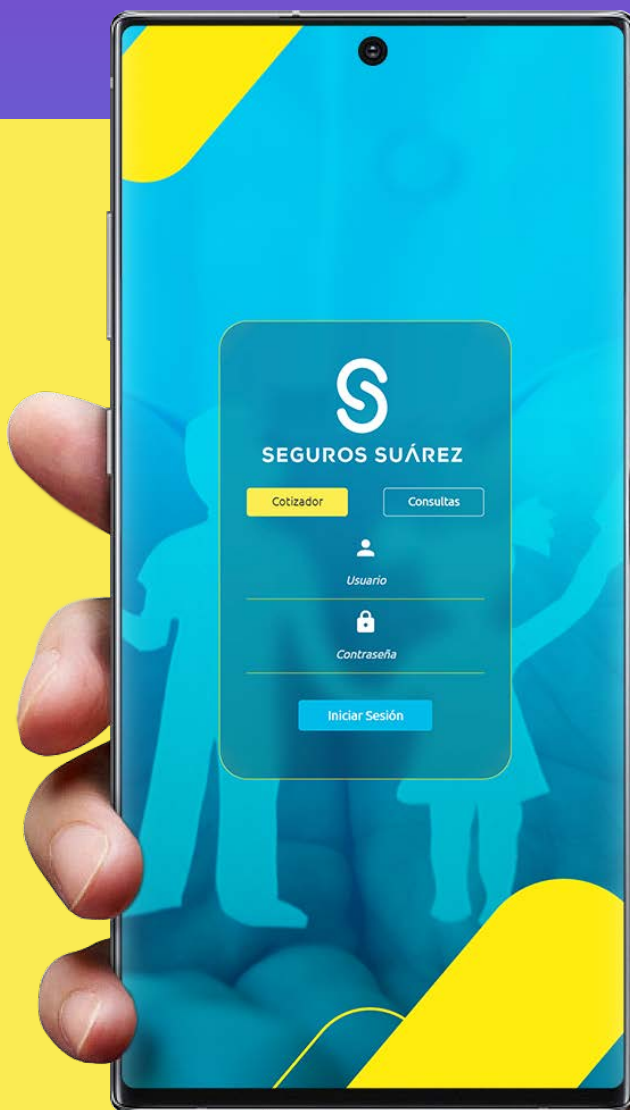 SEGUROS SUÁREZ
Cotizador Consultas
Usuario
Contraseña
Iniciar Sesión